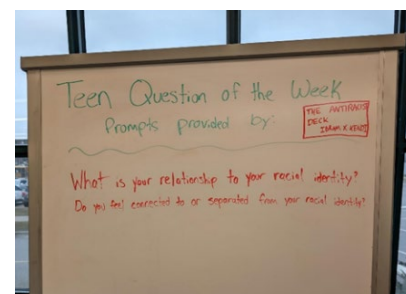 Teen Question of the Week
Prompts provided by:
THE ANTIRACIST
DECK
IBRAM X KENDI
What is your relationship to your racial identity?
Do you feel connected to or separated from your racial identity?